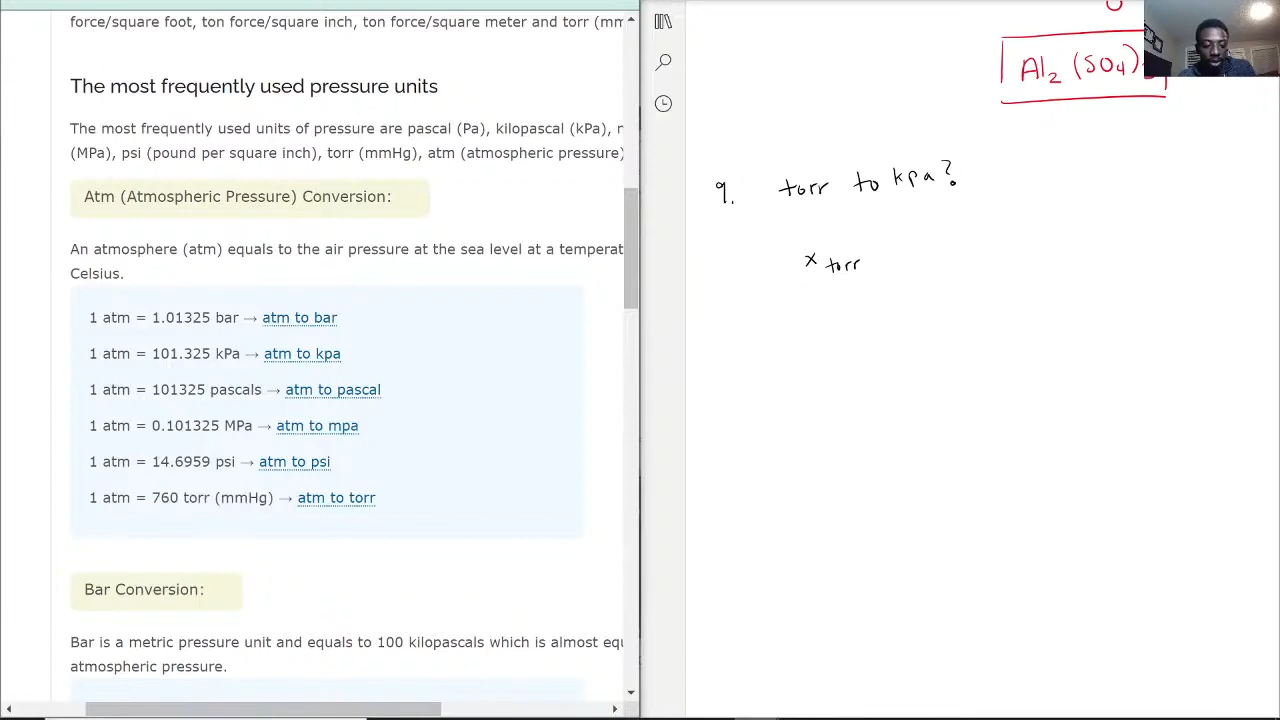 force/square foot, ton force/square inch, ton force/square meter and torr (mm
The most frequently used pressure units
The most frequently used units of pressure are pascal (Pa), kilopascal (kPa),
(MPa), psi (pound per square inch), torr (mmHg), atm (atmospheric pressure)
Atm (Atmospheric Pressure) Conversion:
An atmosphere (atm) equals to the air pressure at the sea level at a
Celsius.
1 atm = 1.01325 bar → atm to bar
1 atm = 101.325 kPa → atm to kpa
1 atm = 101325 pascals → atm to pascal
1 atm = 0.101325 MPa → atm to mpa
1 atm = 14.6959 psi → atm to psi
1 atm = 760 torr (mmHg) → atm to torr
Bar Conversion:
Bar is a metric pressure unit and equals to 100 kilopascals which is almost
atmospheric pressure.
Al₂(SO₄)
9. torr to kpa?
x torr